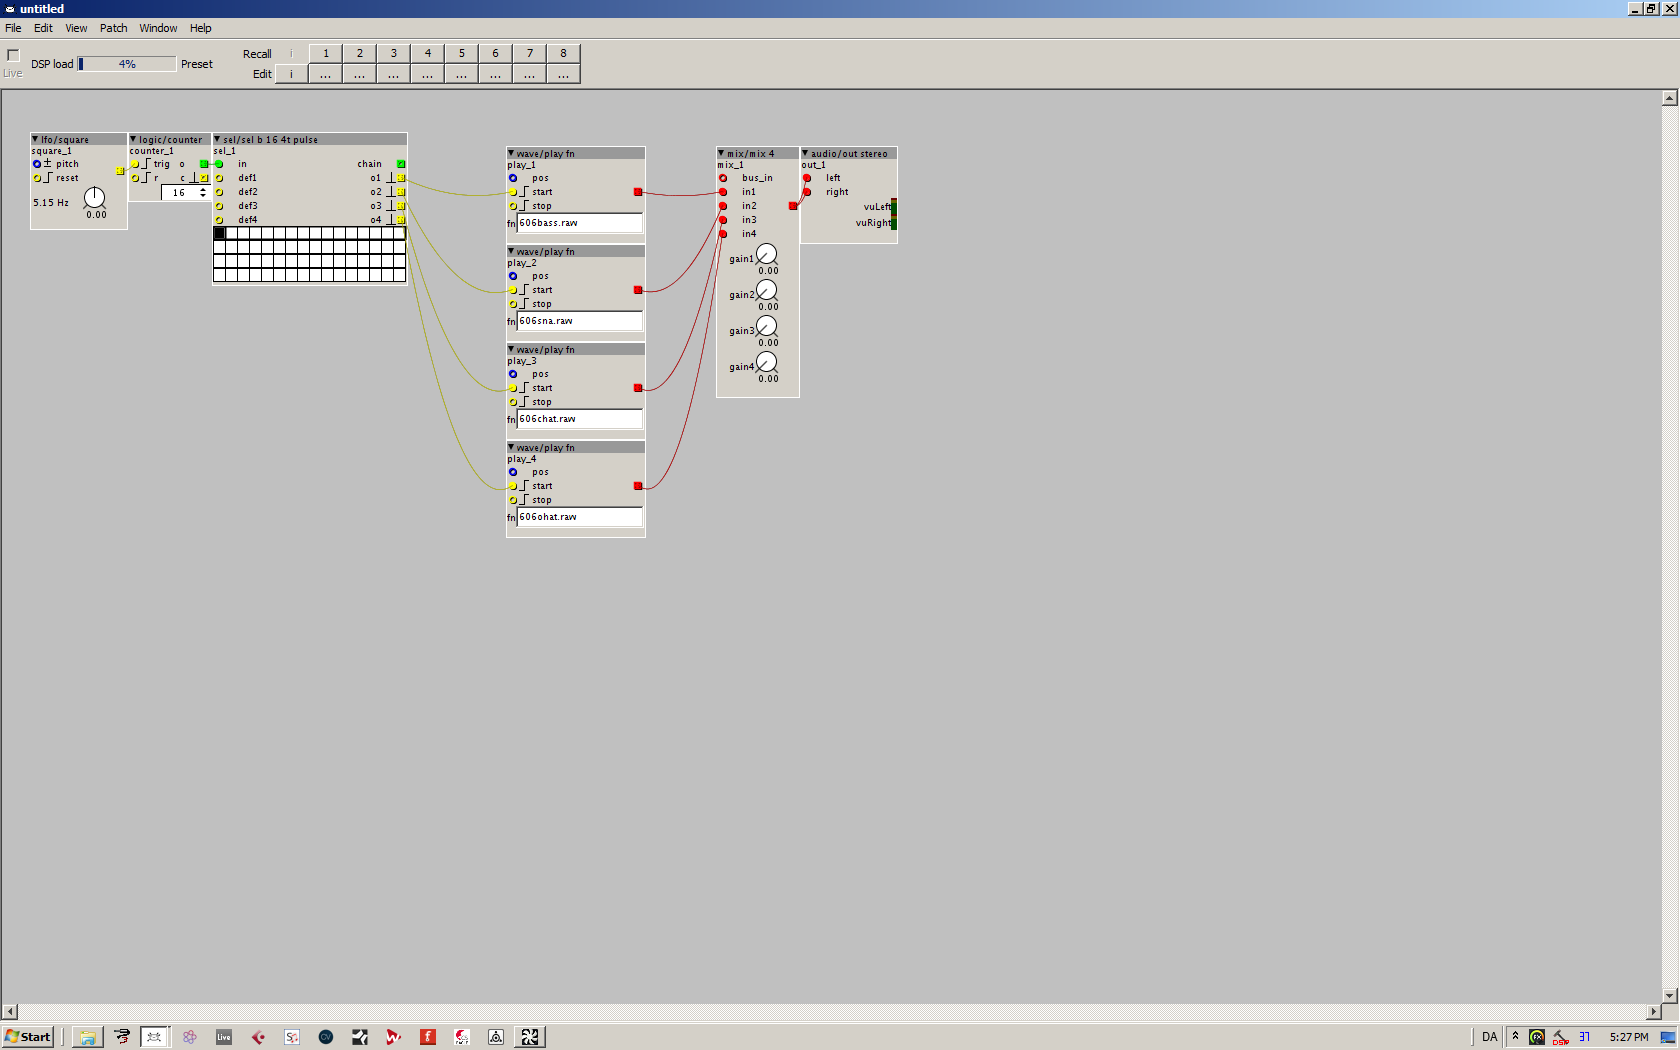 untitled
File Edit View Patch Window Help
Live
DSP load 4% Preset
Recall i 1 2 3 4 5 6 7 8
Edit i ... ... ... ... ... ... ... ...
lfo/square
square_1
pitch
reset
5.15 Hz
0.00
logic/counter
counter_1
trig o
r c
16
sel/sel b 16 4t pulse
sel_1
in chain
def1 o1
def2 o2
def3 o3
def4 o4
wave/play fn
play_1
pos
start
stop
fn 606bass.raw
wave/play fn
play_2
pos
start
stop
fn 606sna.raw
wave/play fn
play_3
pos
start
stop
fn 606chat.raw
wave/play fn
play_4
pos
start
stop
fn 606ohat.raw
mix/mix 4
mix_1
bus_in
in1
in2
in3
in4
gain1
0.00
gain2
0.00
gain3
0.00
gain4
0.00
audio/out stereo
out_1
left
right
vuLeft
vuRight
Start
Live
CV
DA
DSP
37
5:27 PM